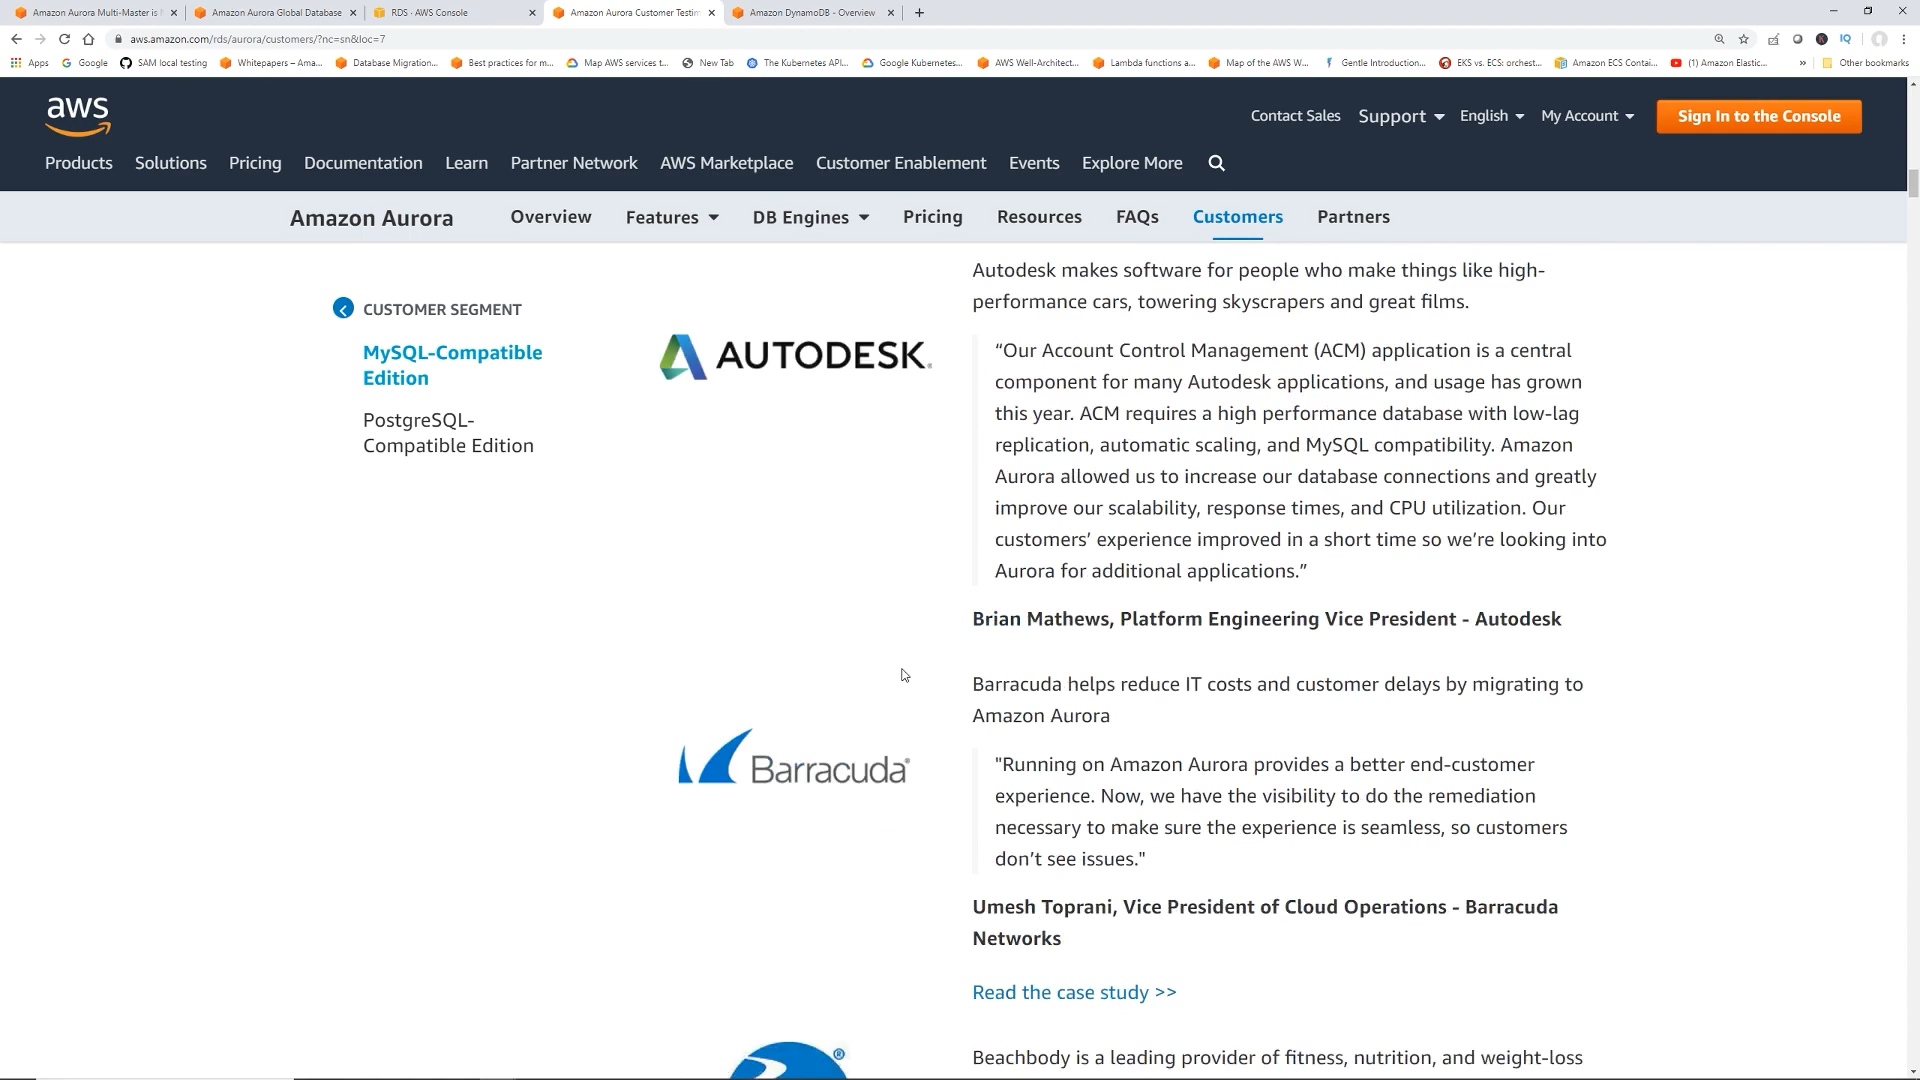 Amazon Aurora Multi-Master is
Amazon Aurora Global Database
RDS · AWS Console
Amazon Aurora Customer Testim
Amazon DynamoDB - Overview
aws.amazon.com/rds/aurora/customers/?nc=sn&loc=7
Apps
Google
SAM local testing
Whitepapers – Ama...
Database Migration...
Best practices for m...
Map AWS services t...
New Tab
The Kubernetes API...
Google Kubernetes...
AWS Well-Architect...
Lambda functions a...
Map of the AWS W...
Gentle Introduction...
EKS vs. ECS: orchest...
Amazon ECS Contai...
(1) Amazon Elastic...
»
Other bookmarks
aws
Contact Sales
Support
English
My Account
Sign In to the Console
Products
Solutions
Pricing
Documentation
Learn
Partner Network
AWS Marketplace
Customer Enablement
Events
Explore More
Amazon Aurora
Overview
Features
DB Engines
Pricing
Resources
FAQs
Customers
Partners
CUSTOMER SEGMENT
MySQL-Compatible
Edition
PostgreSQL-
Compatible Edition
AUTODESK.
Autodesk makes software for people who make things like high-
performance cars, towering skyscrapers and great films.
“Our Account Control Management (ACM) application is a central
component for many Autodesk applications, and usage has grown
this year. ACM requires a high performance database with low-lag
replication, automatic scaling, and MySQL compatibility. Amazon
Aurora allowed us to increase our database connections and greatly
improve our scalability, response times, and CPU utilization. Our
customers’ experience improved in a short time so we’re looking into
Aurora for additional applications.”
Brian Mathews, Platform Engineering Vice President - Autodesk
Barracuda
Barracuda helps reduce IT costs and customer delays by migrating to
Amazon Aurora
"Running on Amazon Aurora provides a better end-customer
experience. Now, we have the visibility to do the remediation
necessary to make sure the experience is seamless, so customers
don’t see issues."
Umesh Toprani, Vice President of Cloud Operations - Barracuda
Networks
Read the case study >>
®
Beachbody is a leading provider of fitness, nutrition, and weight-loss